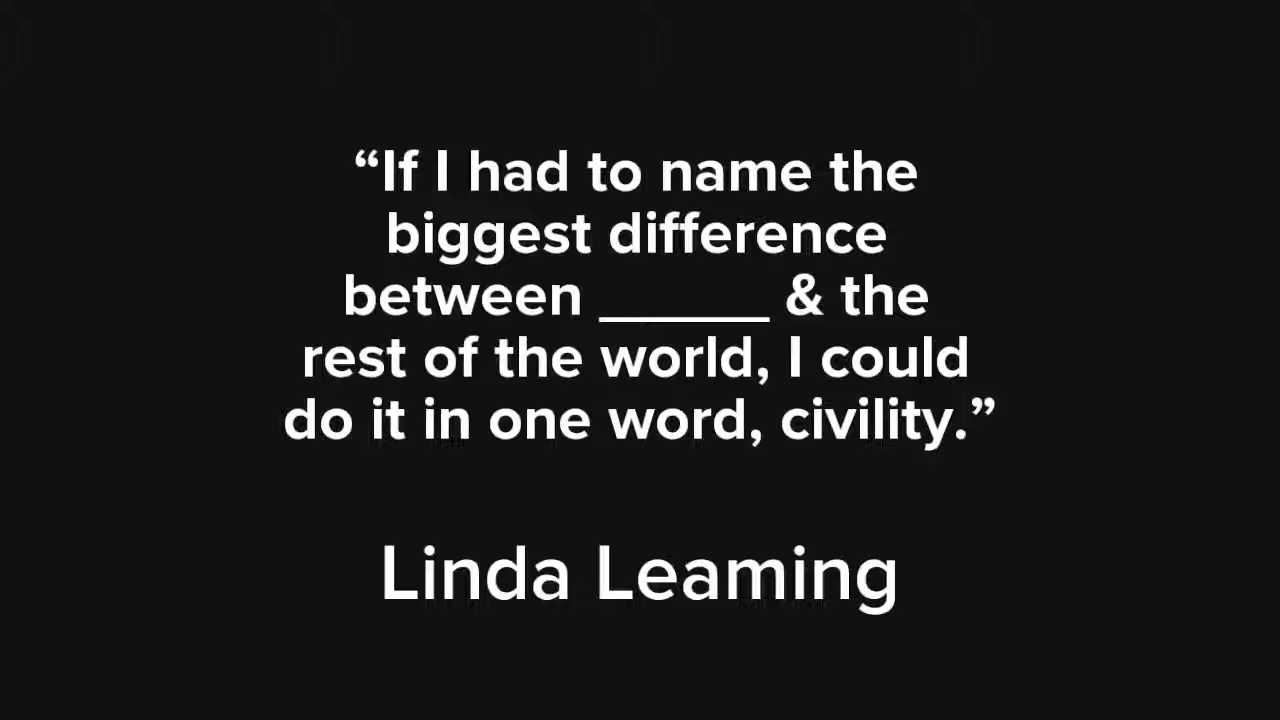 “If I had to name the
biggest difference
between ______ & the
rest of the world, I could
do it in one word, civility.”
Linda Leaming